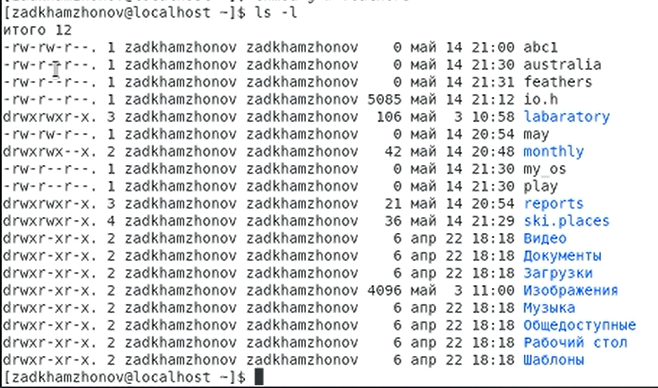 [zadkhamzhonov@localhost ~]$ ls -l
итого 12
-rw-rw-r--. 1 zadkhamzhonov zadkhamzhonov    0 май 14 21:00 abc1
-rw-r--r--. 1 zadkhamzhonov zadkhamzhonov    0 май 14 21:30 australia
-rw-r--r--. 1 zadkhamzhonov zadkhamzhonov    0 май 14 21:31 feathers
-rw-r--r--. 1 zadkhamzhonov zadkhamzhonov 5085 май 14 21:12 io.h
drwxrwxr-x. 3 zadkhamzhonov zadkhamzhonov  106 май  3 10:58 labaratory
-rw-rw-r--. 1 zadkhamzhonov zadkhamzhonov    0 май 14 20:54 may
drwxrwx--x. 2 zadkhamzhonov zadkhamzhonov   42 май 14 20:48 monthly
-rw-r--r--. 1 zadkhamzhonov zadkhamzhonov    0 май 14 21:30 my_os
-rw-r--r--. 1 zadkhamzhonov zadkhamzhonov    0 май 14 21:30 play
drwxrwxr-x. 3 zadkhamzhonov zadkhamzhonov   21 май 14 20:54 reports
drwxrwxr-x. 4 zadkhamzhonov zadkhamzhonov   36 май 14 21:29 ski.places
drwxr-xr-x. 2 zadkhamzhonov zadkhamzhonov    6 апр 22 18:18 Видео
drwxr-xr-x. 2 zadkhamzhonov zadkhamzhonov    6 апр 22 18:18 Документы
drwxr-xr-x. 2 zadkhamzhonov zadkhamzhonov    6 апр 22 18:18 Загрузки
drwxr-xr-x. 2 zadkhamzhonov zadkhamzhonov 4096 май  3 11:00 Изображения
drwxr-xr-x. 2 zadkhamzhonov zadkhamzhonov    6 апр 22 18:18 Музыка
drwxr-xr-x. 2 zadkhamzhonov zadkhamzhonov    6 апр 22 18:18 Общедоступные
drwxr-xr-x. 2 zadkhamzhonov zadkhamzhonov    6 апр 22 18:18 Рабочий стол
drwxr-xr-x. 2 zadkhamzhonov zadkhamzhonov    6 апр 22 18:18 Шаблоны
[zadkhamzhonov@localhost ~]$